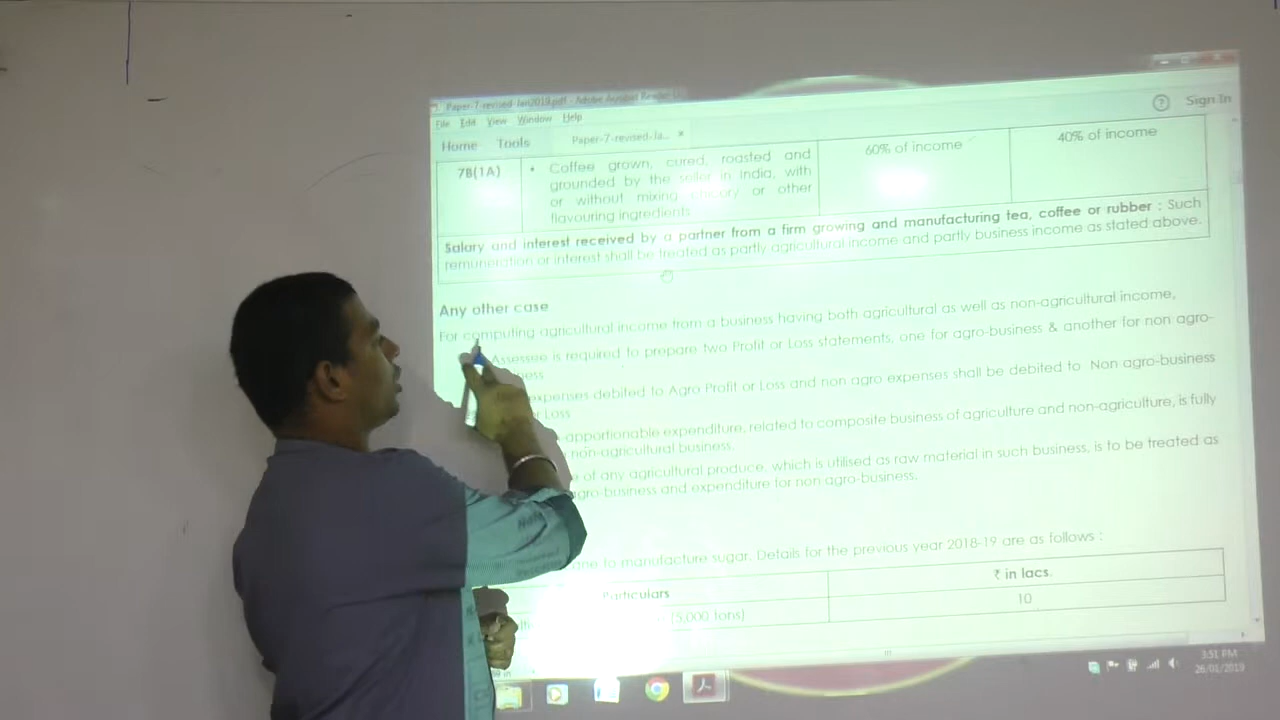 Paper-7-revised-Jan2019.pdf - Adobe Acrobat Reader
File Edit View Window Help
Sign In
Home Tools Paper-7-revised-Ja... ×
7B(1A)
• Coffee grown, cured, roasted and
grounded by the seller in India, with
or without mixing chicory or other
flavouring ingredients
60% of income
40% of income
Salary and interest received by a partner from a firm growing and manufacturing tea, coffee or rubber : Such
remuneration or interest shall be treated as partly agricultural income and partly business income as stated above.
Any other case
For computing agricultural income from a business having both agricultural as well as non-agricultural income,
Assessee is required to prepare two Profit or Loss statements, one for agro-business & another for non agro-
expenses debited to Agro Profit or Loss and non agro expenses shall be debited to Non agro-business
or Loss
apportionable expenditure, related to composite business of agriculture and non-agriculture, is fully
non-agricultural business.
of any agricultural produce, which is utilised as raw material in such business, is to be treated as
agro-business and expenditure for non agro-business.
to manufacture sugar. Details for the previous year 2018-19 are as follows :
Particulars
₹ in lacs.
(5,000 tons)
10
3:51 PM
26/01/2019